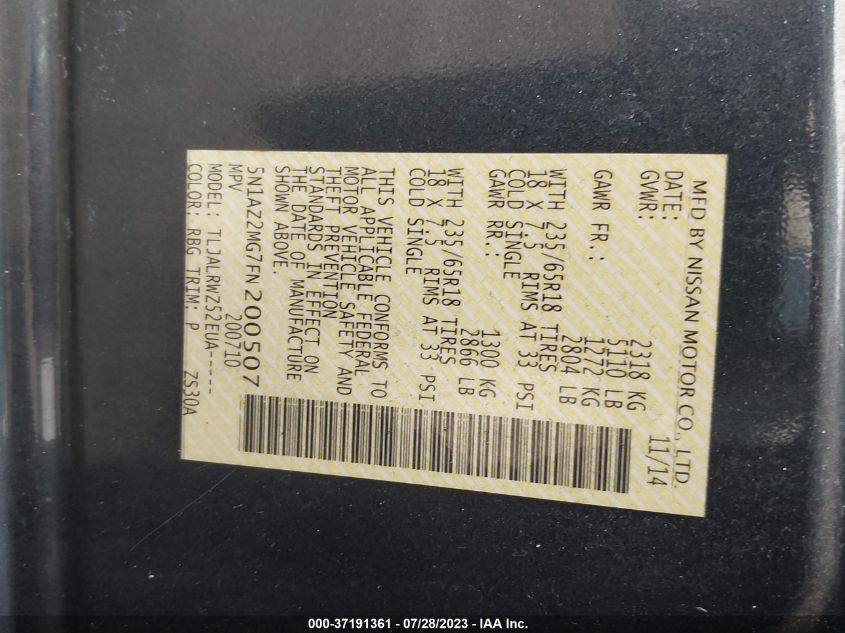 MFD BY NISSAN MOTOR CO., LTD.
DATE: 11/14
GVWR: 2318 KG
5110 LB
GAWR FR.: 1272 KG
2804 LB
WITH 235/65R18 TIRES
18 X 7.5 RIMS AT 33 PSI
COLD SINGLE
GAWR RR.: 1300 KG
2866 LB
WITH 235/65R18 TIRES
18 X 7.5 RIMS AT 33 PSI
COLD SINGLE
THIS VEHICLE CONFORMS TO
ALL APPLICABLE FEDERAL
MOTOR VEHICLE SAFETY AND
THEFT PREVENTION
STANDARDS IN EFFECT ON
THE DATE OF MANUFACTURE
SHOWN ABOVE.
5N1AZ2MG7FN200507
MPV 200710
MODEL: TLJALRWZ52EUA-----
COLOR: RBG TRIM: P ZS30A
000-37191361 - 07/28/2023 - IAA Inc.